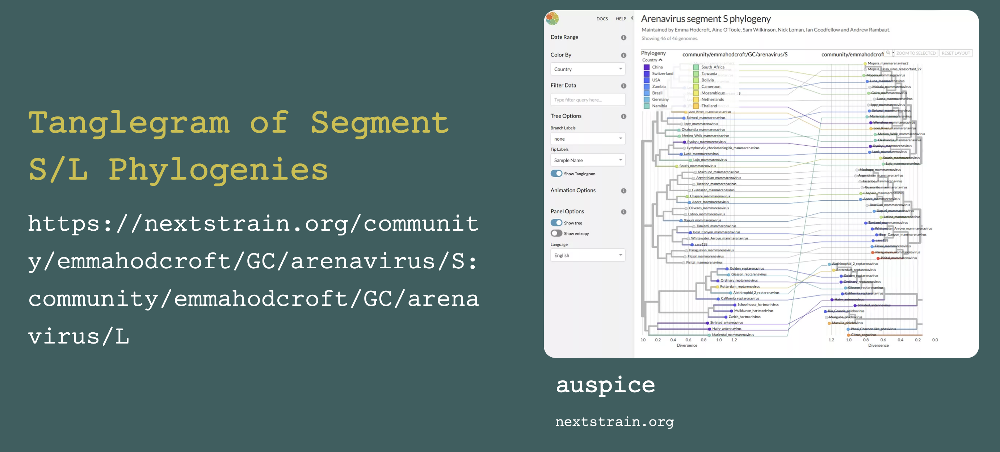 Tanglegram of Segment
S/L Phylogenies
https://nextstrain.org/communit
y/emmahodcroft/GC/arenavirus/S:
community/emmahodcroft/GC/arena
virus/L
DOCS HELP
Date Range
Color By
Country
Filter Data
Type filter query here...
Tree Options
Branch Labels
none
Tip Labels
Sample Name
Show Tanglegram
Animation Options
Panel Options
Show tree
Show entropy
Language
English
Arenavirus segment S phylogeny
Maintained by Emma Hodcroft, Aine O'Toole, Sam Wilkinson, Nick Loman, Ian Goodfellow and Andrew Rambaut.
Showing 46 of 46 genomes.
Phylogeny
community/emmahodcroft/GC/arenavirus/S
community/emmahodcroft
ZOOM TO SELECTED
RESET LAYOUT
Country
China
Switzerland
USA
Zambia
Brazil
Germany
Namibia
South_Africa
Tanzania
Bolivia
Cameroon
Mozambique
Netherlands
Thailand
Loei_River_mammarenavirus
Solwezi_mammarenavirus
Ippy_mammarenavirus
Okahandja_mammarenavirus
Merino_Walk_mammarenavirus
Ryukyu_mammarenavirus
Lymphocytic_choriomeningitis_mammarenavirus
Lunk_mammarenavirus
Lujo_mammarenavirus
Souris_mammarenavirus
Machupo_mammarenavirus
Argentinian_mammarenavirus
Tacaribe_mammarenavirus
Guanarito_mammarenavirus
Chapare_mammarenavirus
Apore_mammarenavirus
Oliveros_mammarenavirus
Latino_mammarenavirus
Xapuri_mammarenavirus
Tamiami_mammarenavirus
Bear_Canyon_mammarenavirus
Whitewater_Arroyo_mammarenavirus
case128
Paraguayan_mammarenavirus
Flexal_mammarenavirus
Pirital_mammarenavirus
Golden_reptarenavirus
Giessen_reptarenavirus
Ordinary_reptarenavirus
Rotterdam_reptarenavirus
Alethinophid_2_reptarenavirus
California_reptarenavirus
Schoolhouse_hartmanivirus
Muikkunen_hartmanivirus
Zurich_hartmanivirus
Striated_antennavirus
Hairy_antennavirus
Mariental_mammarenavirus
0.2 0.4 0.6 0.8 1.0 1.2
Divergence
Mopeia_mammarenavirus2
Mopeia_Lassa_virus_reassortant_29
Mopeia_mammarenavirus
Luna_mammarenavirus
Mobala_mammarenavirus
Gairo_mammarenavirus
Lassa_mammarenavirus
Ippy_mammarenavirus
Solwezi_mammarenavirus
Mariental_mammarenavirus
Wenzhou_mammarenavirus
Loei_River_mammarenavirus
Merino_Walk_mammarenavirus
Okahandja_mammarenavirus
Ryukyu_mammarenavirus
Lunk_mammarenavirus
Souris_mammarenavirus
Lujo_mammarenavirus
Machupo_mammarenavirus
Argentinian_mammarenavirus
Tacaribe_mammarenavirus
Guanarito_mammarenavirus
Chapare_mammarenavirus
Apore_mammarenavirus
Brazilian_mammarenavirus
Xapuri_mammarenavirus
Latino_mammarenavirus
Tamiami_mammarenavirus
Whitewater_Arroyo_mammarenavirus
Bear_Canyon_mammarenavirus
case128
Flexal_mammarenavirus
Paraguayan_mammarenavirus
Pirital_mammarenavirus
Alethinophid_2_reptarenavirus
Rotterdam_reptarenavirus
Golden_reptarenavirus
Ordinary_reptarenavirus
Giessen_reptarenavirus
California_reptarenavirus
Hairy_antennavirus
Striated_antennavirus
Rio_Grande_phlebovirus
Munguba_phlebovirus
Massilia_phlebovirus
Phasi_Charoen-like_phasivirus
Citrus_coguvirus
1.2 1.0 0.8 0.6 0.4 0.2 0.0
Divergence
auspice
nextstrain.org